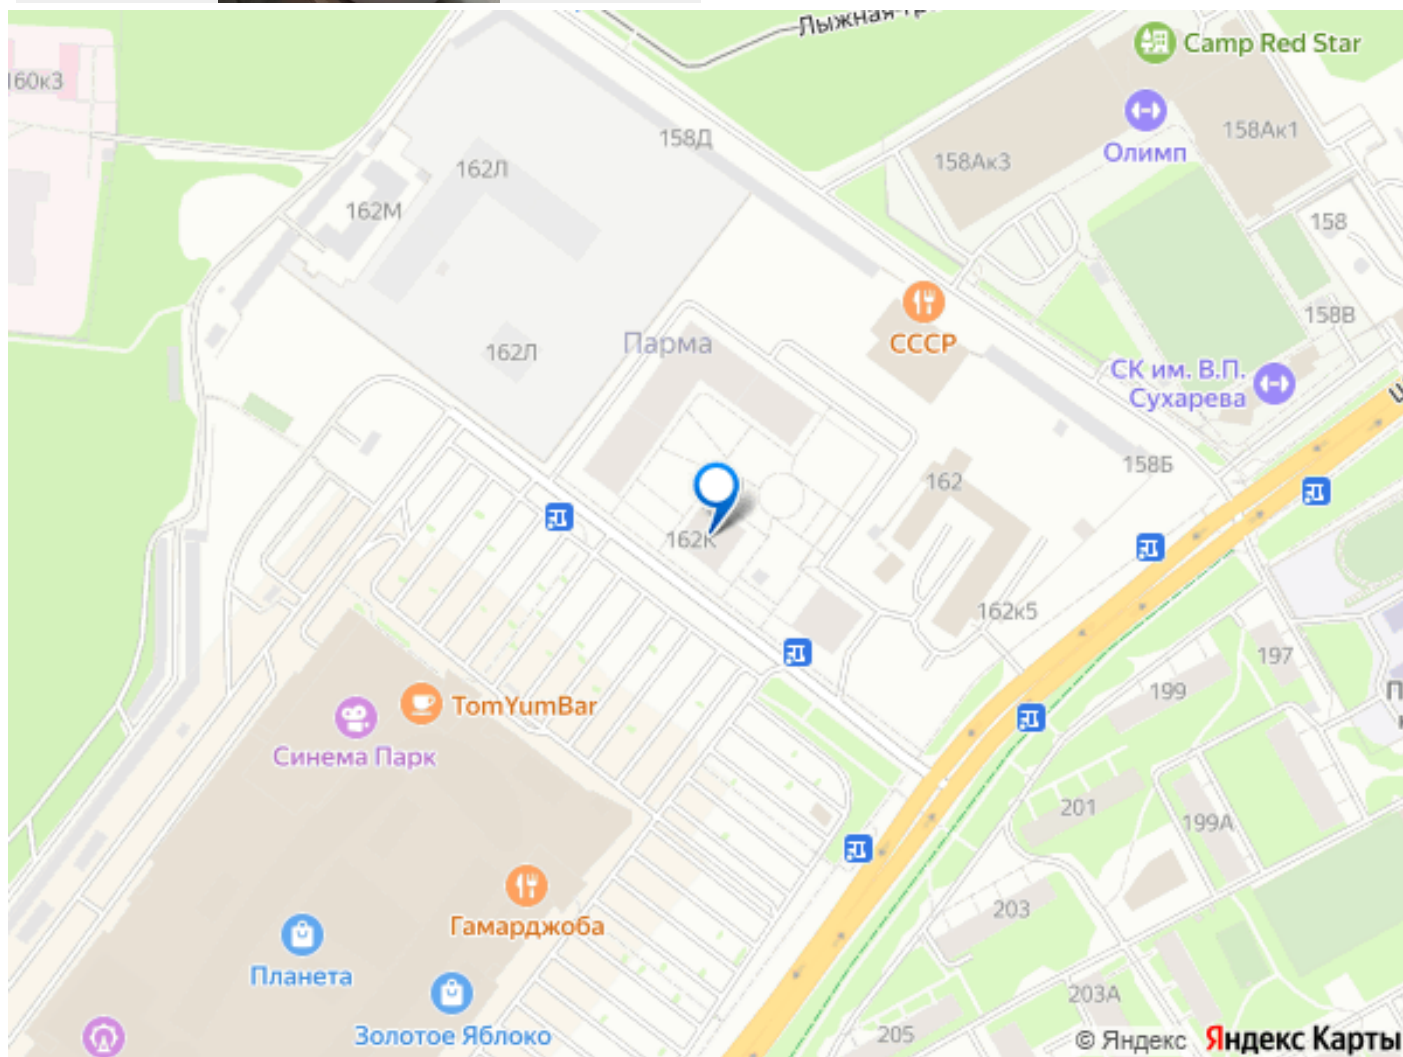 Лыжная
Camp Red Star
160к3
158Д
158Ак1
Олимп
158Ак3
162Л
162М
158
СССР
158В
Парма
162Л
СК им. В.П.
Сухарева
158Б
162
162К
162к5
197
199
TomYumBar
Синема Парк
201
199А
Гамарджоба
203
Планета
203А
Золотое Яблоко
205
© Яндекс Яндекс Карты